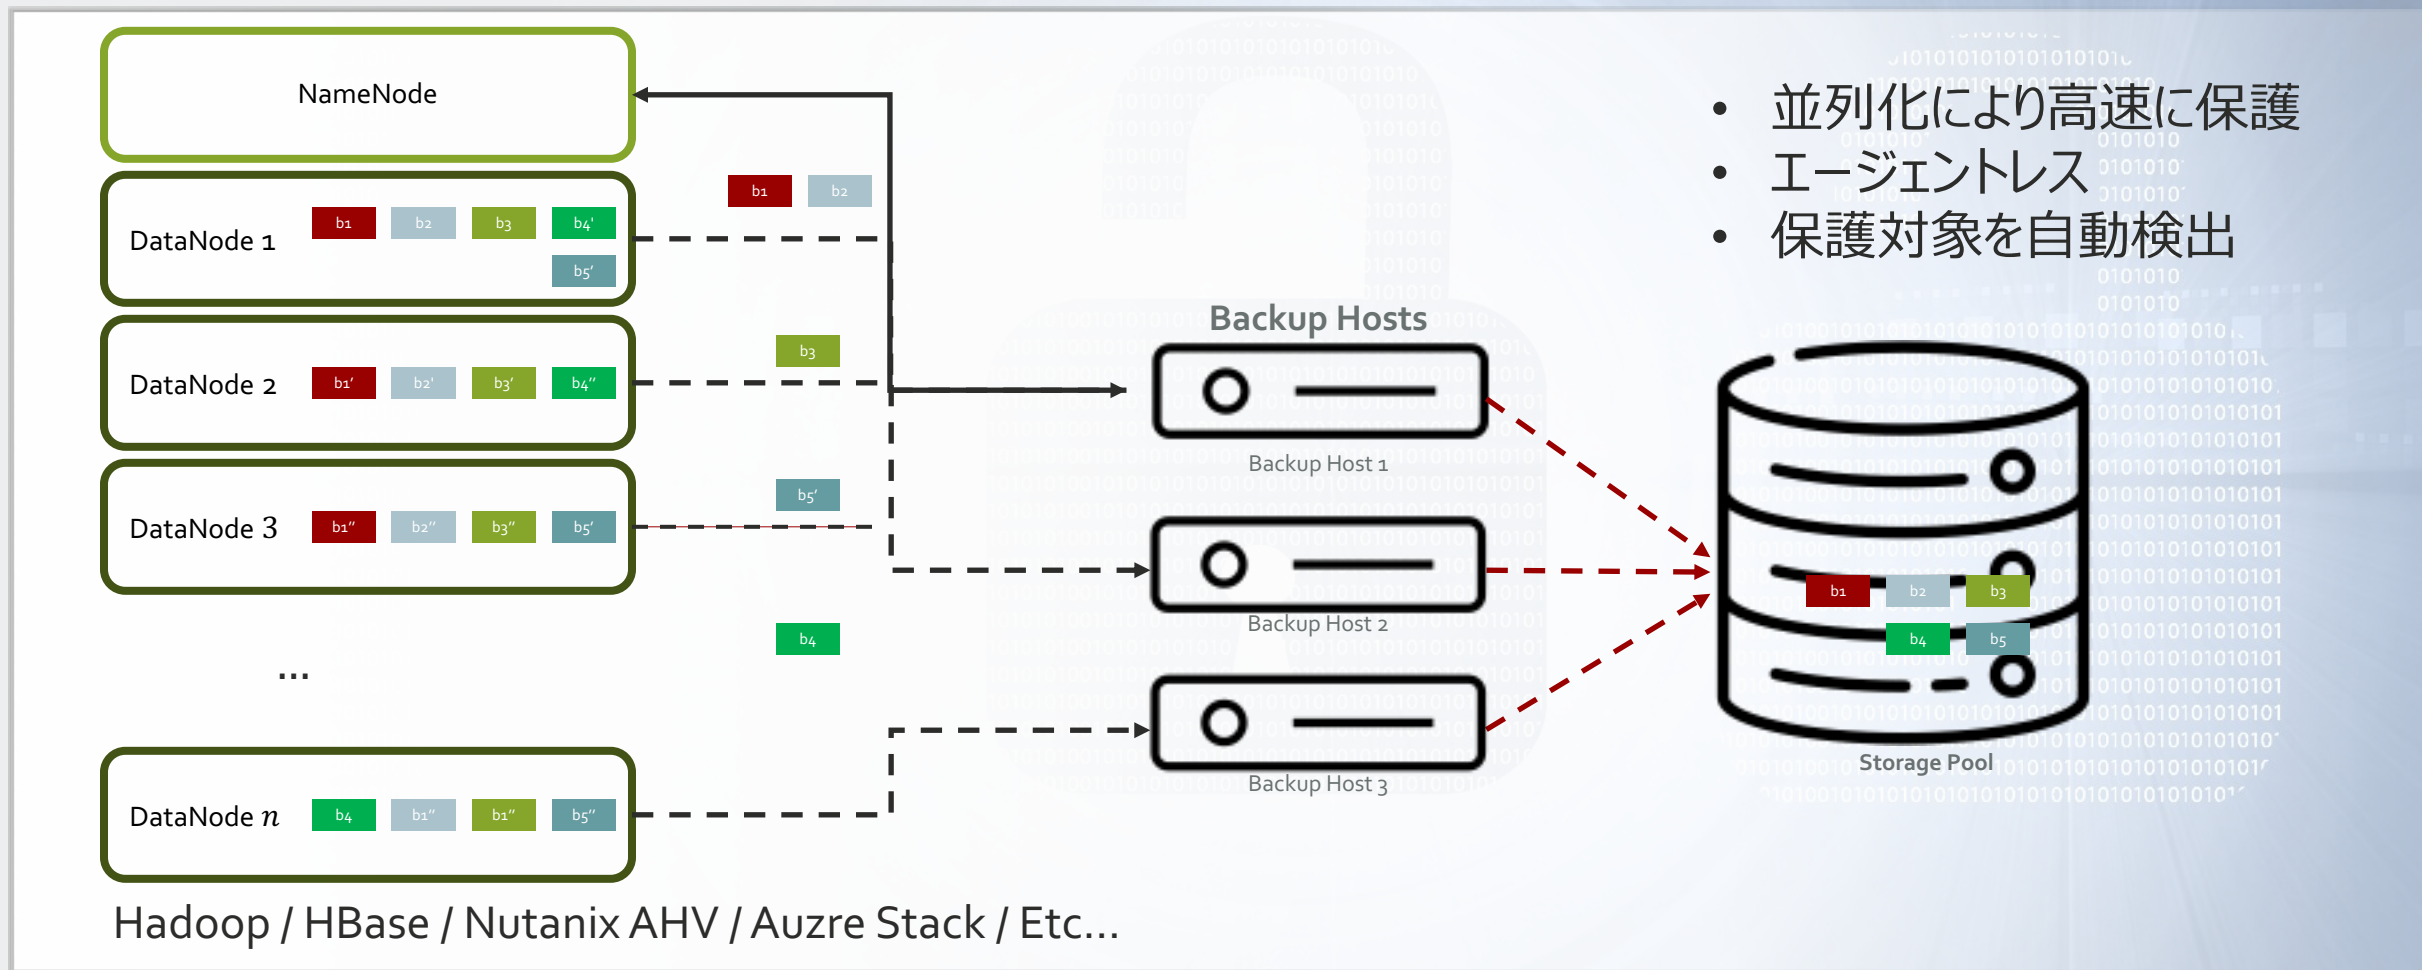 NameNode
DataNode 1
b1 b2 b3 b4'
b5'
b1 b2
DataNode 2
b1' b2' b3' b4''
b3
DataNode 3
b1'' b2'' b3'' b5'
b5'
b4
...
DataNode n
b4 b1'' b1'' b5''
Hadoop / HBase / Nutanix AHV / Auzre Stack / Etc...
Backup Hosts
Backup Host 1
Backup Host 2
Backup Host 3
• 並列化により高速に保護
• エージェントレス
• 保護対象を自動検出
b1 b2 b3
b4 b5
Storage Pool